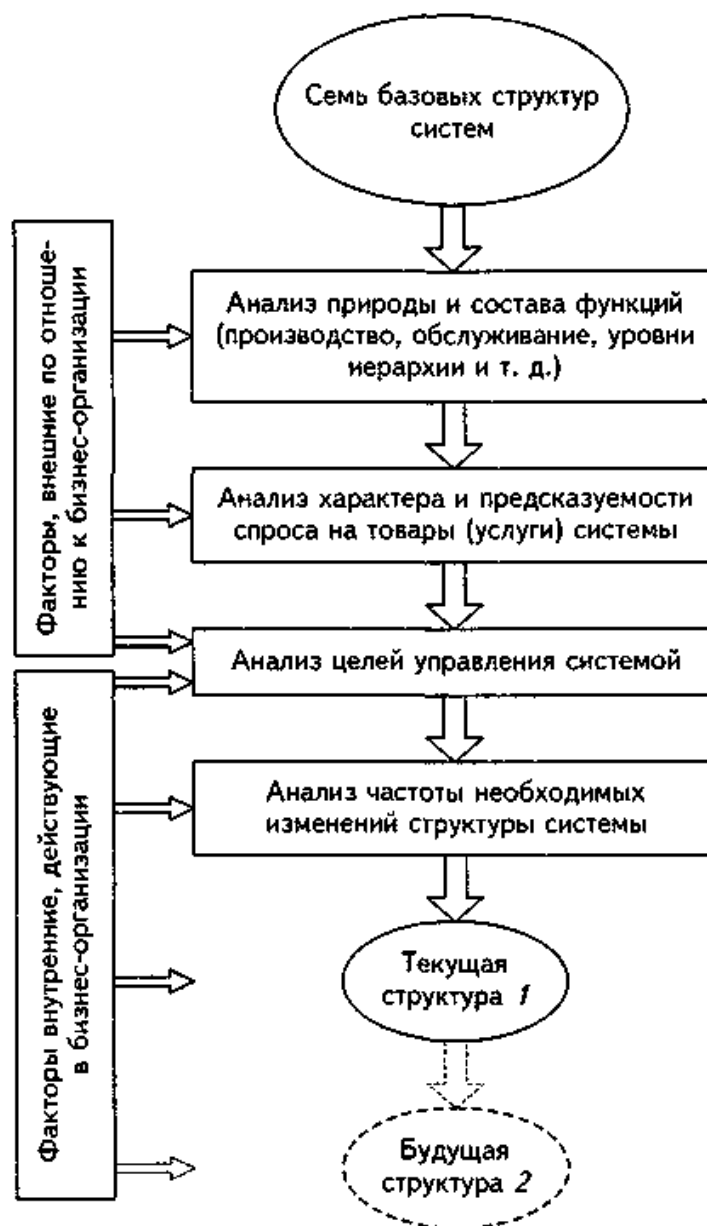 Семь базовых структур
систем
Факторы, внешние по отноше-
нию к бизнес-организации
Анализ природы и состава функций
(производство, обслуживание, уровни
иерархии и т. д.)
Анализ характера и предсказуемости
спроса на товары (услуги) системы
Анализ целей управления системой
Факторы внутренние, действующие
в бизнес-организации
Анализ частоты необходимых
изменений структуры системы
Текущая
структура 1
Будущая
структура 2